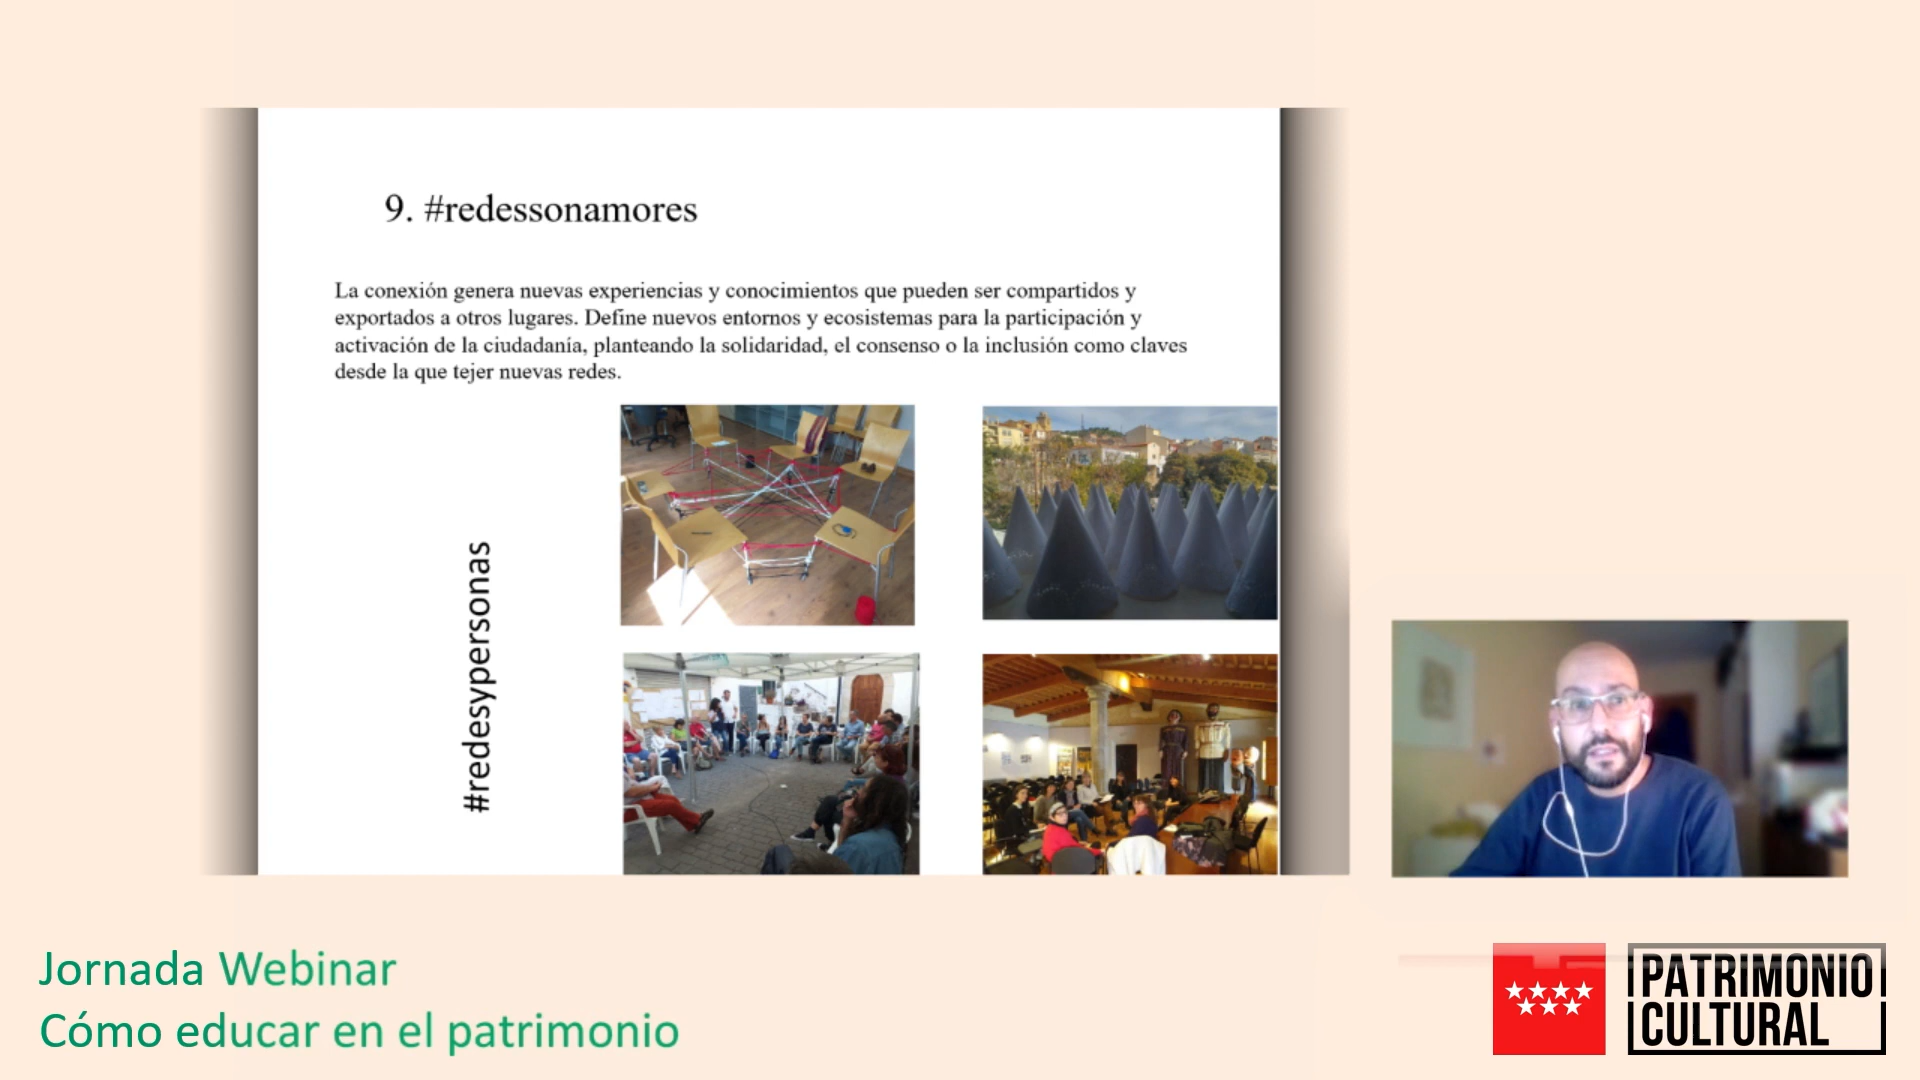 9. #redessonamores
La conexión genera nuevas experiencias y conocimientos que pueden ser compartidos y
exportados a otros lugares. Define nuevos entornos y ecosistemas para la participación y
activación de la ciudadanía, planteando la solidaridad, el consenso o la inclusión como claves
desde la que tejer nuevas redes.
#redesypersonas
Jornada Webinar
Cómo educar en el patrimonio
PATRIMONIO
CULTURAL